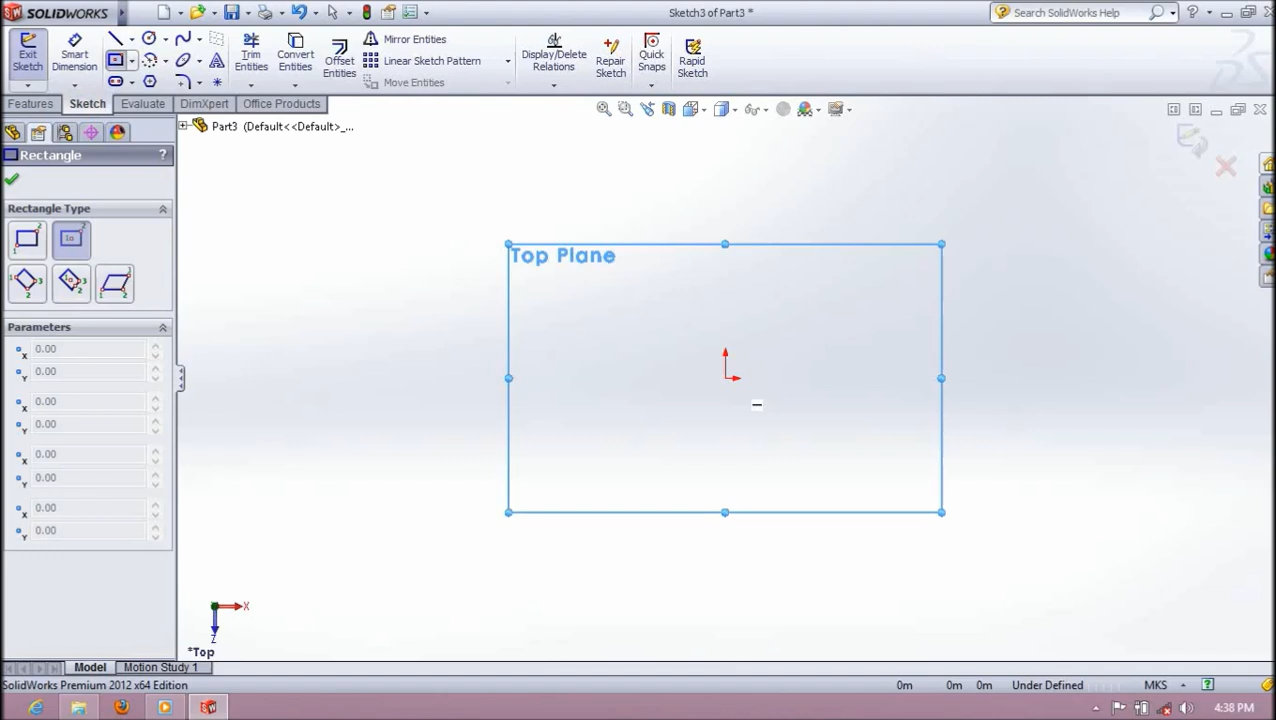 SOLIDWORKS
Sketch3 of Part3 *
Search SolidWorks Help
Exit Sketch
Smart Dimension
Trim Entities
Convert Entities
Offset Entities
Mirror Entities
Linear Sketch Pattern
Move Entities
Display/Delete Relations
Repair Sketch
Quick Snaps
Rapid Sketch
Features
Sketch
Evaluate
DimXpert
Office Products
Part3 (Default<<Default>_...
Rectangle
?
Rectangle Type
Parameters
0.00
0.00
0.00
0.00
0.00
0.00
0.00
0.00
Top Plane
X
Z
*Top
Model
Motion Study 1
SolidWorks Premium 2012 x64 Edition
0m
0m
0m
Under Defined
MKS
4:38 PM